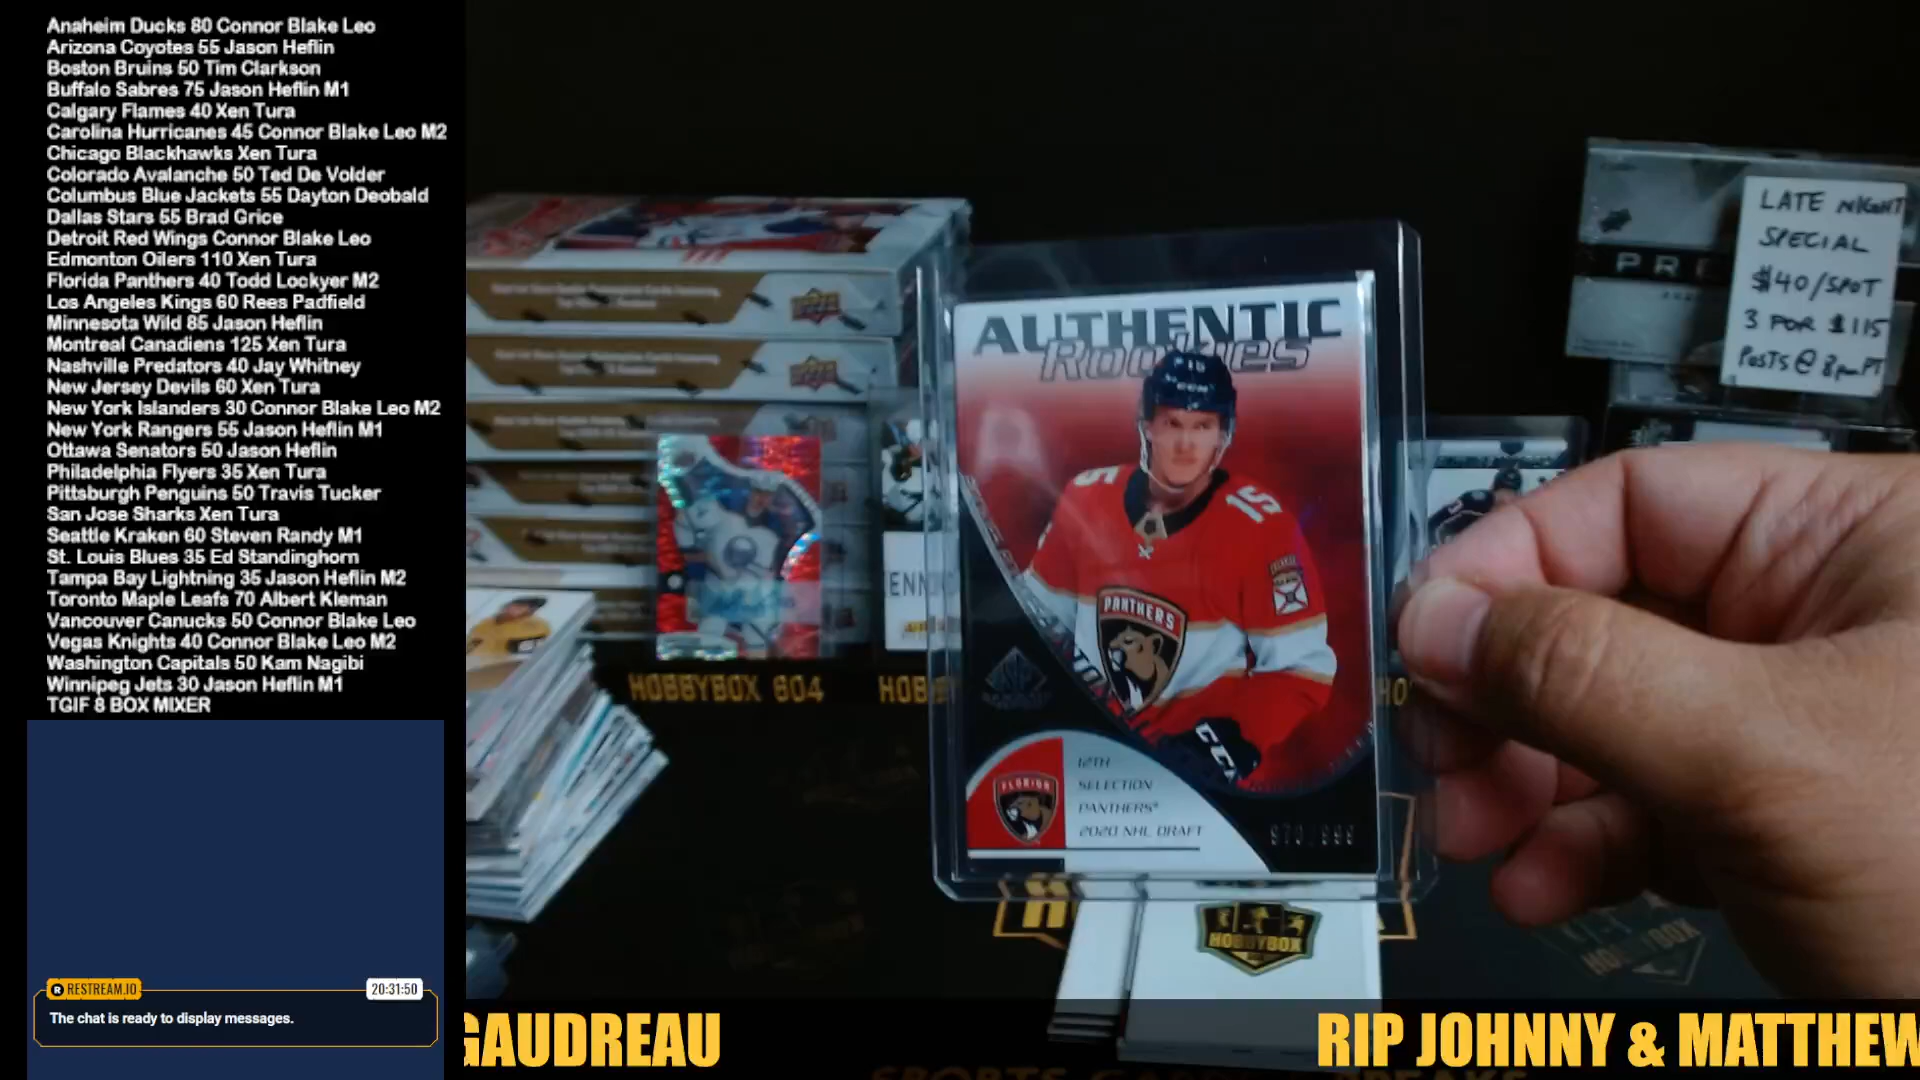 Anaheim Ducks 80 Connor Blake Leo
Arizona Coyotes 55 Jason Heflin
Boston Bruins 50 Tim Clarkson
Buffalo Sabres 75 Jason Heflin M1
Calgary Flames 40 Xen Tura
Carolina Hurricanes 45 Connor Blake Leo M2
Chicago Blackhawks Xen Tura
Colorado Avalanche 50 Ted De Volder
Columbus Blue Jackets 55 Dayton Deobald
Dallas Stars 55 Brad Grice
Detroit Red Wings Connor Blake Leo
Edmonton Oilers 110 Xen Tura
Florida Panthers 40 Todd Lockyer M2
Los Angeles Kings 60 Rees Padfield
Minnesota Wild 85 Jason Heflin
Montreal Canadiens 125 Xen Tura
Nashville Predators 40 Jay Whitney
New Jersey Devils 60 Xen Tura
New York Islanders 30 Connor Blake Leo M2
New York Rangers 55 Jason Heflin M1
Ottawa Senators 50 Jason Heflin
Philadelphia Flyers 35 Xen Tura
Pittsburgh Penguins 50 Travis Tucker
San Jose Sharks Xen Tura
Seattle Kraken 60 Steven Randy M1
St. Louis Blues 35 Ed Standinghorn
Tampa Bay Lightning 35 Jason Heflin M2
Toronto Maple Leafs 70 Albert Kleman
Vancouver Canucks 50 Connor Blake Leo
Vegas Knights 40 Connor Blake Leo M2
Washington Capitals 50 Kam Nagibi
Winnipeg Jets 30 Jason Heflin M1
TGIF 8 BOX MIXER
RESTREAM.IO
20:31:50
The chat is ready to display messages.
LATE NIGHT
SPECIAL
$40/SPOT
3 FOR $115
POSTS @ 8pm PT
AUTHENTIC
Rookies
15
15
PANTHERS
FLORIDA
12TH
SELECTION
PANTHERS
2020 NHL DRAFT
HOBBYBOX 604
HOBBYBOX
GAUDREAU
RIP JOHNNY & MATTHEW